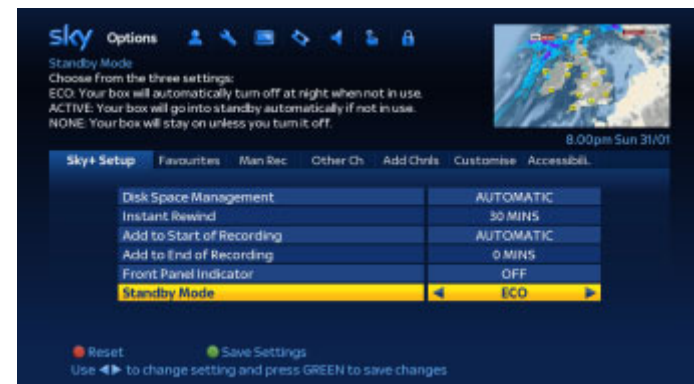 sky Options
Standby Mode
Choose from the three settings:
ECO: Your box will automatically turn off at night when not in use.
ACTIVE: Your box will go into standby automatically if not in use.
NONE: Your box will stay on unless you turn it off.
8.00pm Sun 31/01
Sky+ Setup Favourites Man Rec Other Ch Add Chnls Customise Accessibili..
Disk Space Management AUTOMATIC
Instant Rewind 30 MINS
Add to Start of Recording AUTOMATIC
Add to End of Recording 0 MINS
Front Panel Indicator OFF
Standby Mode ECO
Reset Save Settings
Use ◀▶ to change setting and press GREEN to save changes